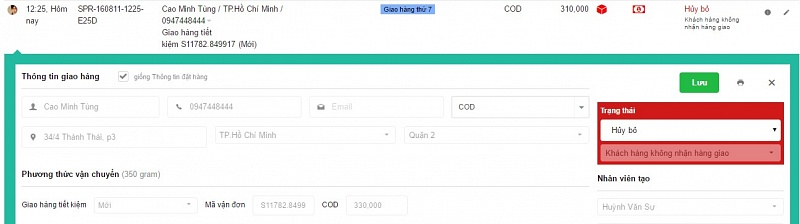 12:25, Hôm nay
SPR-160811-1225-E25D
Cao Minh Tùng / TP.Hồ Chí Minh /
0947448444 –
Giao hàng tiết
kiệm S11782.849917 (Mới)
Giao hàng thứ 7
COD
310,000
Hủy bỏ
Khách hàng không
nhận hàng giao
Thông tin giao hàng
giống Thông tin đặt hàng
Lưu
Cao Minh Tùng
0947448444
Email
COD
34/4 Thành Thái, p3
TP.Hồ Chí Minh
Quận 2
Trạng thái
Hủy bỏ
Khách hàng không nhận hàng giao
Phương thức vận chuyển (350 gram)
Nhân viên tạo
Giao hàng tiết kiệm
Mới
Mã vận đơn
S11782.8499
COD
330,000
Huỳnh Văn Sự